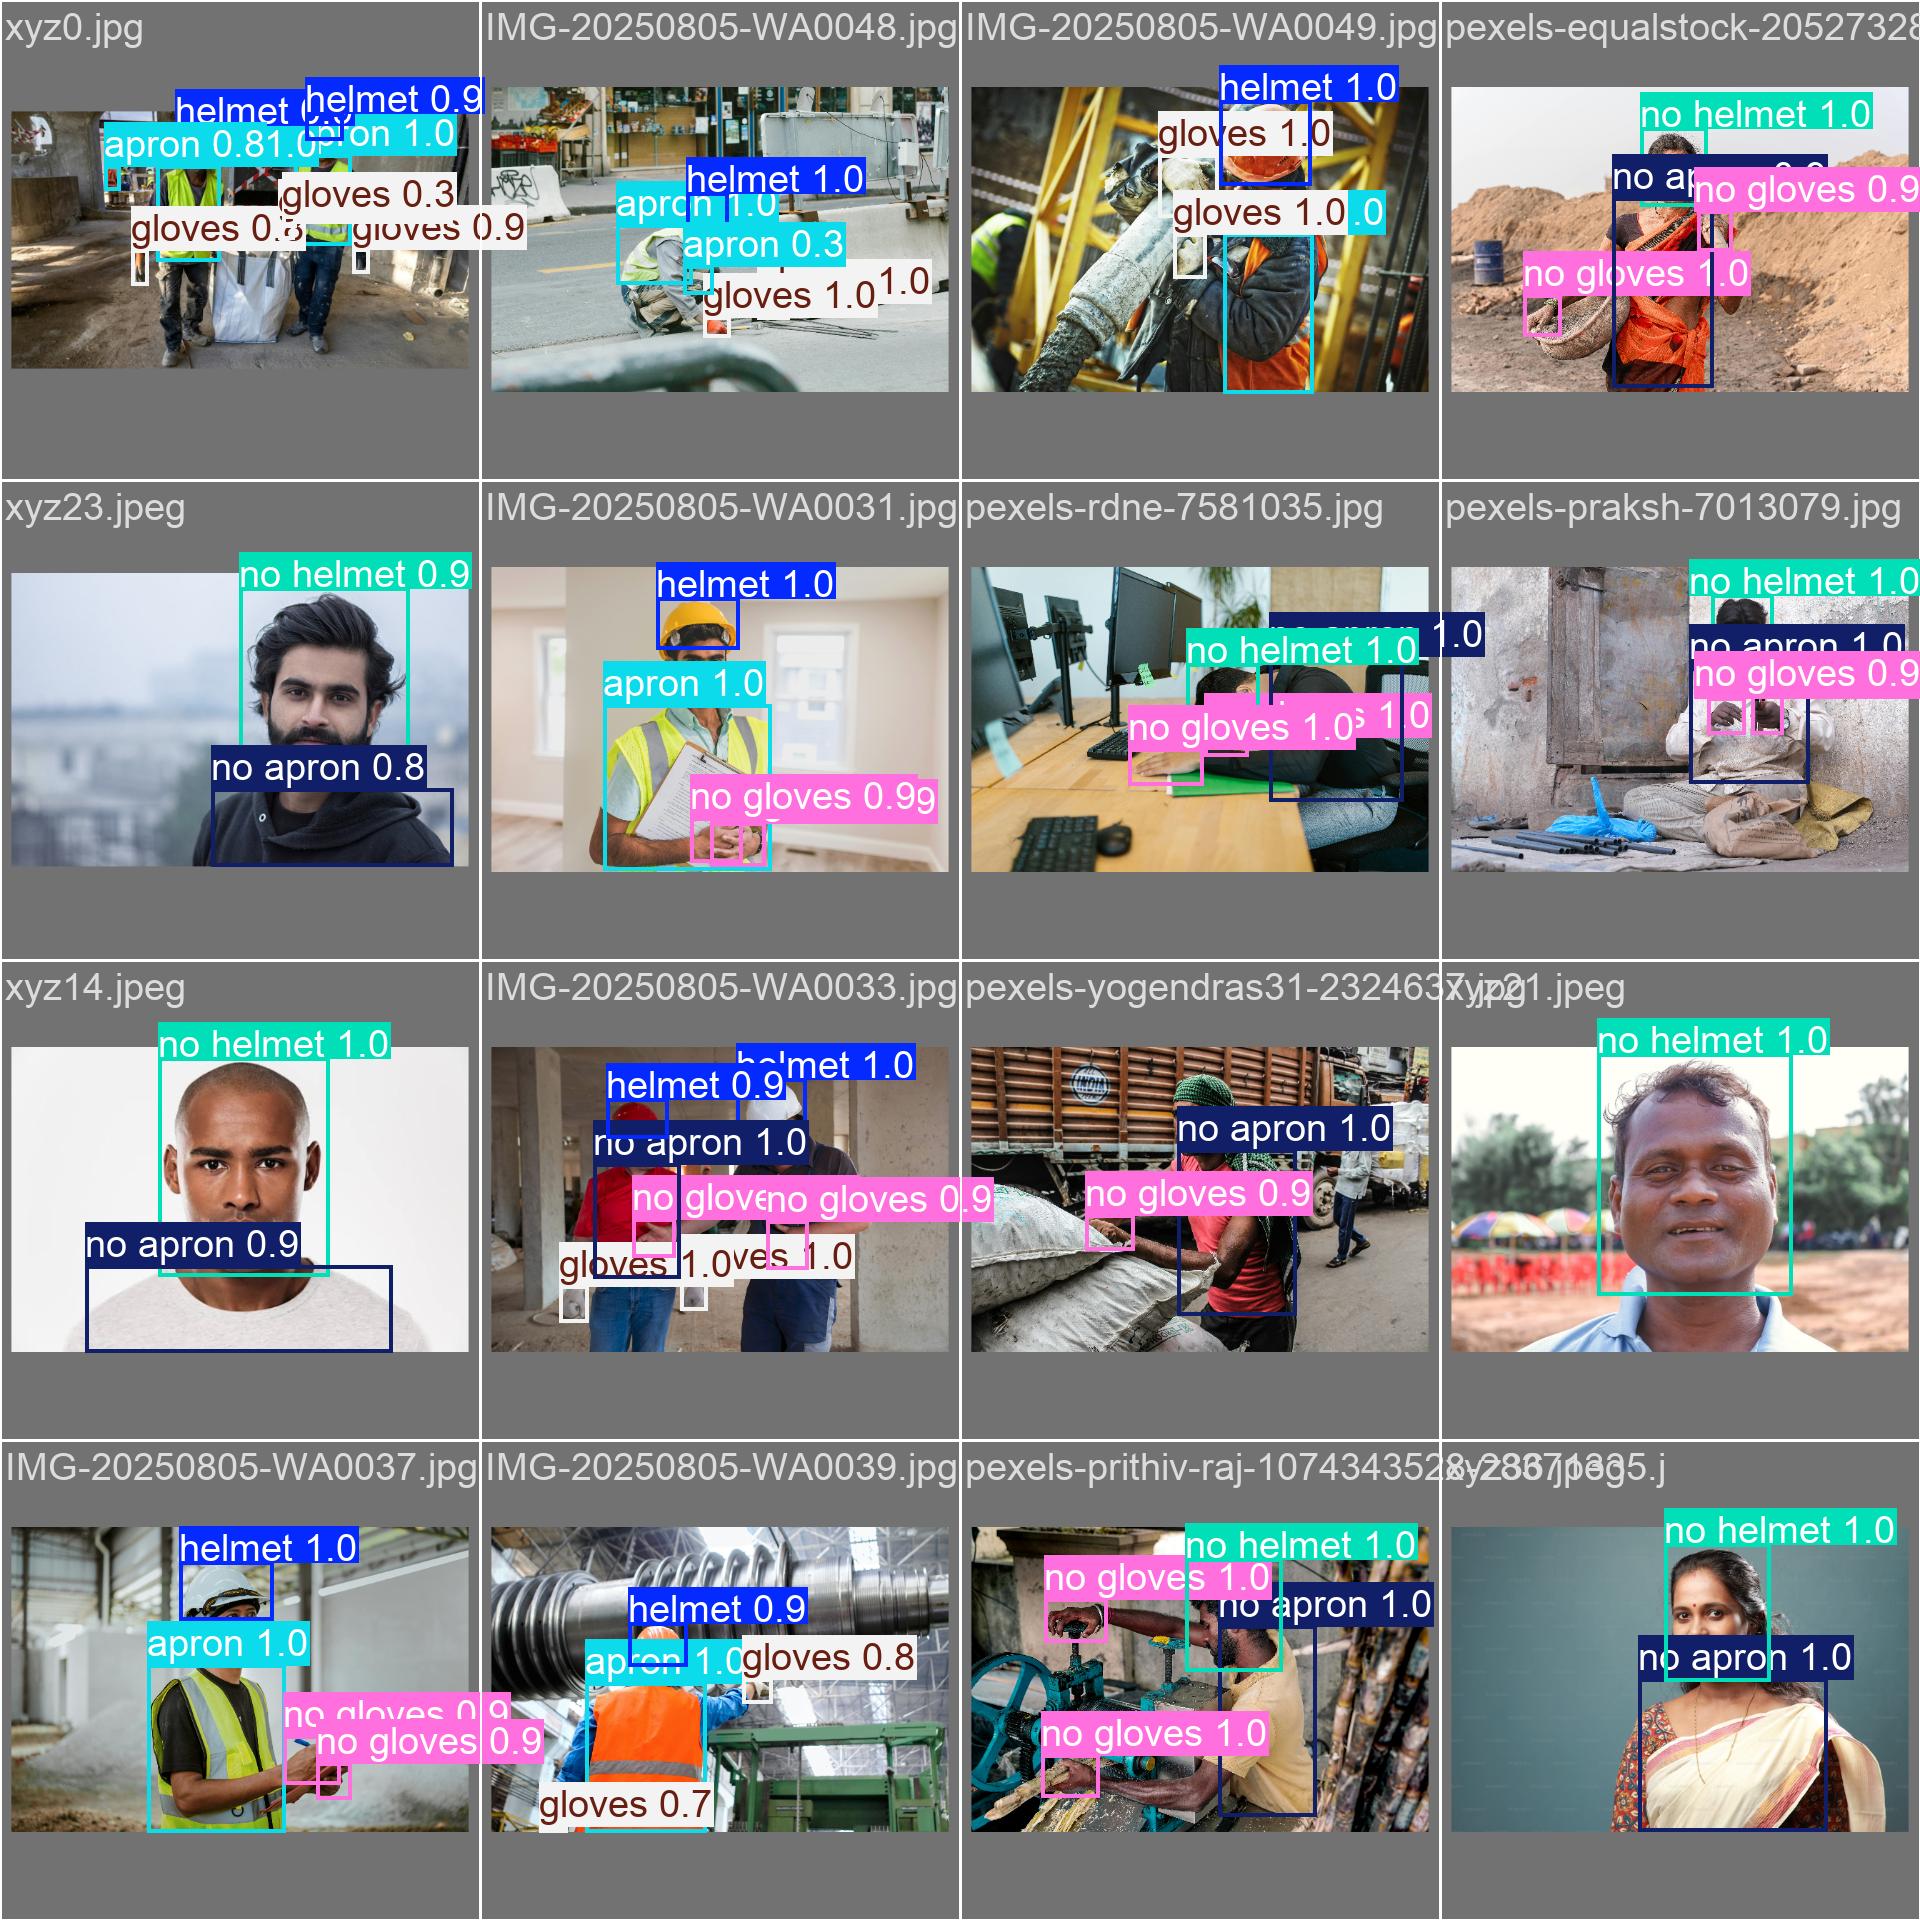 xyz0.jpg
IMG-20250805-WA0048.jpg
IMG-20250805-WA0049.jpg
pexels-equalstock-20527328
helmet
helmet 0.9
apron 0.81.0
apron 1.0
gloves 0.3
gloves 0.8
gloves 0.9
helmet 1.0
apron 1.0
apron 0.3
gloves 1.0
1.0
helmet 1.0
gloves 1.0
gloves 1.0
.0
no helmet 1.0
no ap
no gloves 0.9
no gloves 1.0
xyz23.jpeg
IMG-20250805-WA0031.jpg
pexels-rdne-7581035.jpg
pexels-praksh-7013079.jpg
no helmet 0.9
no apron 0.8
helmet 1.0
apron 1.0
no gloves 0.9
9
no apron 1.0
no helmet 1.0
no gloves 1.0
s 1.0
no helmet 1.0
no apron 1.0
no gloves 0.9
xyz14.jpeg
IMG-20250805-WA0033.jpg
pexels-yogendras31-2324637.jpg
xyz21.jpeg
no helmet 1.0
no apron 0.9
helmet 1.0
helmet 0.9
no apron 1.0
no glove
no gloves 0.9
gloves 1.0
ves 1.0
no apron 1.0
no gloves 0.9
INDIA
no helmet 1.0
IMG-20250805-WA0037.jpg
IMG-20250805-WA0039.jpg
pexels-prithiv-raj-1074343528-28371335.j
helmet 1.0
apron 1.0
no gloves 0.9
no gloves 0.9
helmet 0.9
apron 1.0
gloves 0.8
gloves 0.7
no helmet 1.0
no gloves 1.0
no apron 1.0
no gloves 1.0
no helmet 1.0
no apron 1.0